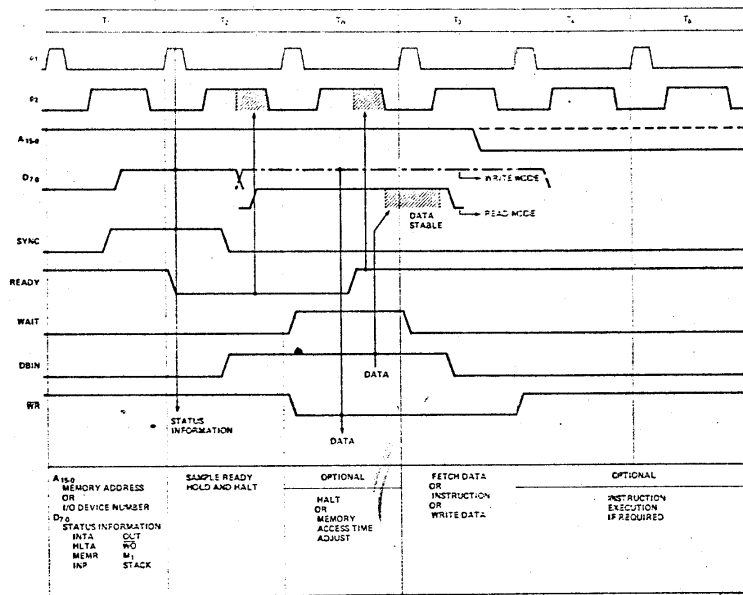 T1 T2 TW T3 T4 T5
φ1
φ2
A15-0
D7-0
WRITE MODE
READ MODE
DATA
STABLE
SYNC
READY
WAIT
DBIN
DATA
WR
STATUS
INFORMATION
DATA
A15-0
MEMORY ADDRESS
OR
I/O DEVICE NUMBER
D7-0
STATUS INFORMATION
INTA OUT
HLTA WO
MEMR M1
INP STACK
SAMPLE READY
HOLD AND HALT
OPTIONAL
HALT
OR
MEMORY
ACCESS TIME
ADJUST
FETCH DATA
OR
INSTRUCTION
OR
WRITE DATA
OPTIONAL
INSTRUCTION
EXECUTION
IF REQUIRED